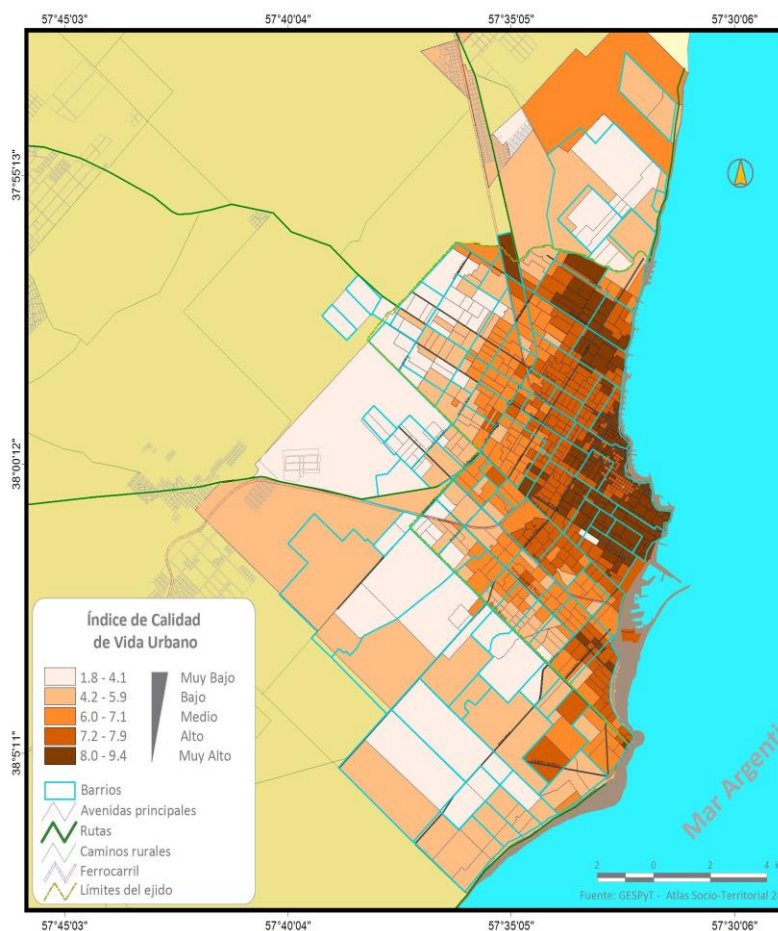 57°45'03"
57°40'04"
57°35'05"
57°30'06"
37°55'13"
38°00'12"
38°5'11"
Índice de Calidad
de Vida Urbano
1.8 - 4.1 Muy Bajo
4.2 - 5.9 Bajo
6.0 - 7.1 Medio
7.2 - 7.9 Alto
8.0 - 9.4 Muy Alto
Barrios
Avenidas principales
Rutas
Caminos rurales
Ferrocarril
Límites del ejido
Mar Argenti
2 0 2 4 k
Fuente: GESPyT - Atlas Socio-Territorial 2
57°45'03"
57°40'04"
57°35'05"
57°30'06"